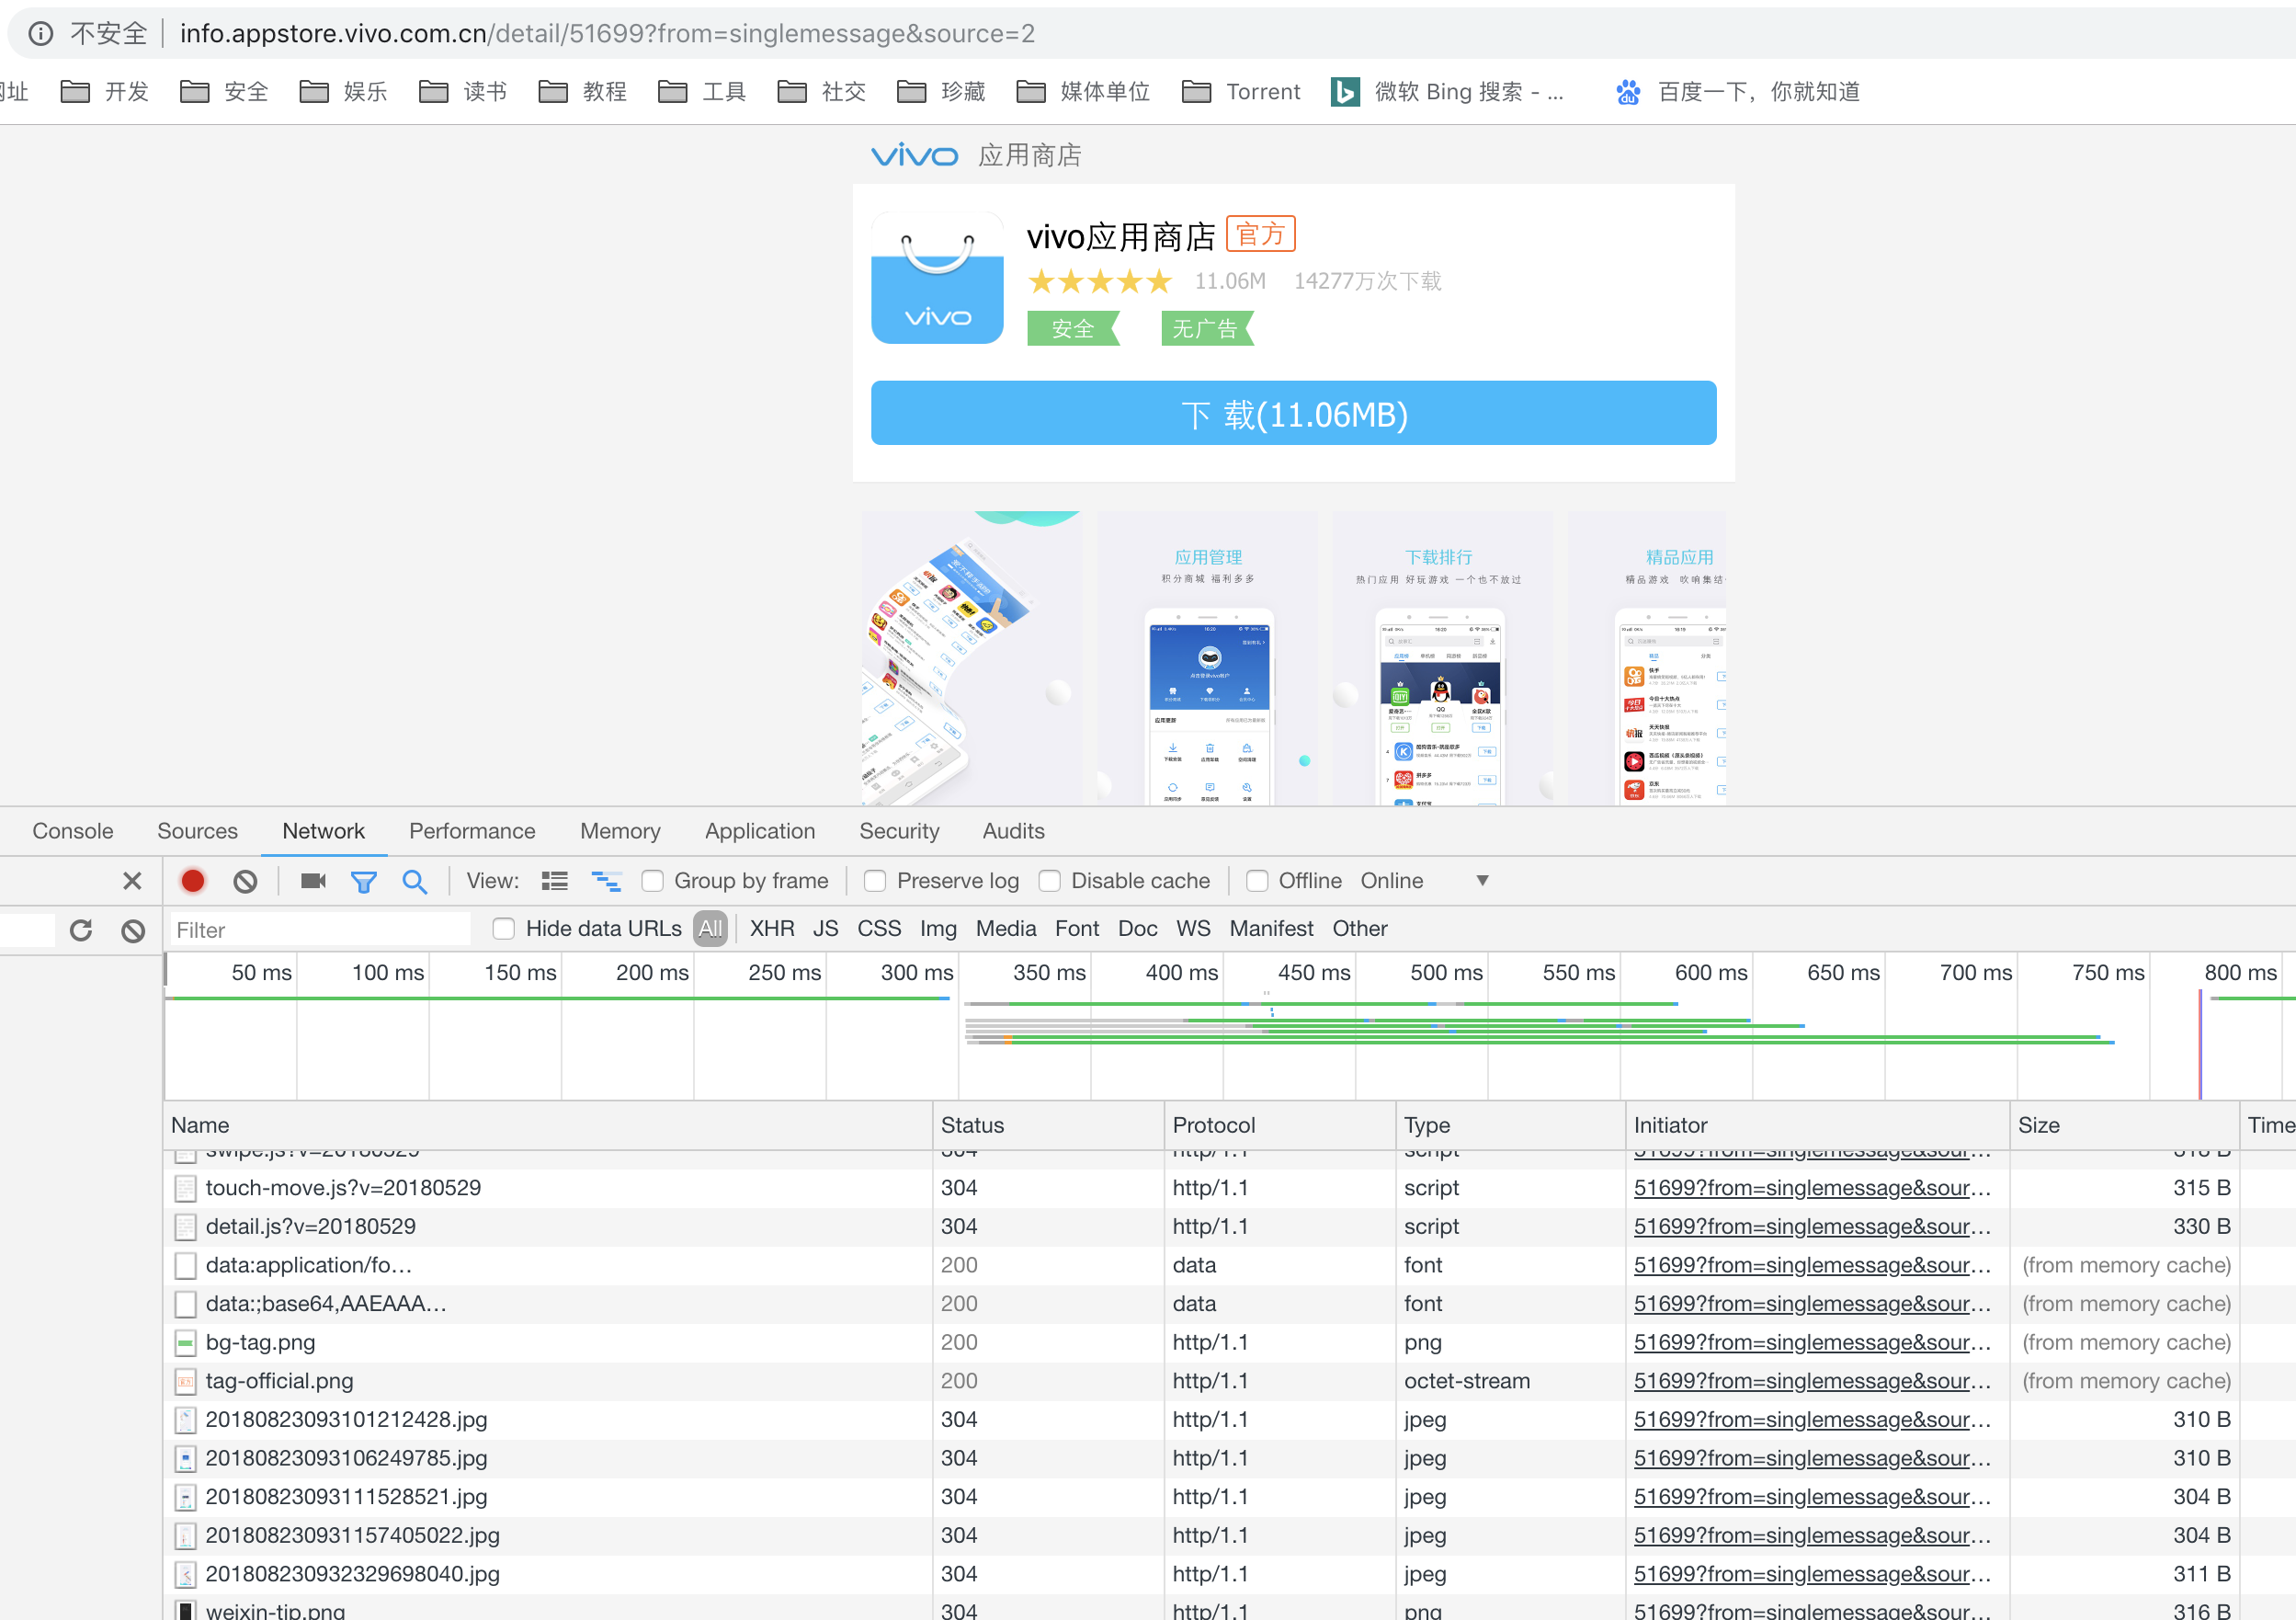 不安全 info.appstore.vivo.com.cn/detail/51699?from=singlemessage&source=2
址 开发 安全 娱乐 读书 教程 工具 社交 珍藏 媒体单位 Torrent 微软 Bing 搜索 - ... 百度一下，你就知道
vivo 应用商店
vivo应用商店 官方
11.06M 14277万次下载
安全 无广告
vivo
下 载(11.06MB)
应用管理 下载排行 精品应用
积分商城 福利多多 热门应用 好玩游戏 一个也不放过 精品游戏 吹响集结
Console Sources Network Performance Memory Application Security Audits
View: Group by frame Preserve log Disable cache Offline Online
Filter Hide data URLs All XHR JS CSS Img Media Font Doc WS Manifest Other
50 ms 100 ms 150 ms 200 ms 250 ms 300 ms 350 ms 400 ms 450 ms 500 ms 550 ms 600 ms 650 ms 700 ms 750 ms 800 ms
Name Status Protocol Type Initiator Size Time
swipe.js?v=20180529 304 http/1.1 script 51699?from=singlemessage&sour... 318 B
touch-move.js?v=20180529 304 http/1.1 script 51699?from=singlemessage&sour... 315 B
detail.js?v=20180529 304 http/1.1 script 51699?from=singlemessage&sour... 330 B
data:application/fo... 200 data font 51699?from=singlemessage&sour... (from memory cache)
data:;base64,AAEAAA... 200 data font 51699?from=singlemessage&sour... (from memory cache)
bg-tag.png 200 http/1.1 png 51699?from=singlemessage&sour... (from memory cache)
tag-official.png 200 http/1.1 octet-stream 51699?from=singlemessage&sour... (from memory cache)
20180823093101212428.jpg 304 http/1.1 jpeg 51699?from=singlemessage&sour... 310 B
20180823093106249785.jpg 304 http/1.1 jpeg 51699?from=singlemessage&sour... 310 B
20180823093111528521.jpg 304 http/1.1 jpeg 51699?from=singlemessage&sour... 304 B
201808230931157405022.jpg 304 http/1.1 jpeg 51699?from=singlemessage&sour... 304 B
201808230932329698040.jpg 304 http/1.1 jpeg 51699?from=singlemessage&sour... 311 B
weixin-tip.png 304 http/1.1 png 51699?from=singlemessage&sour... 316 B